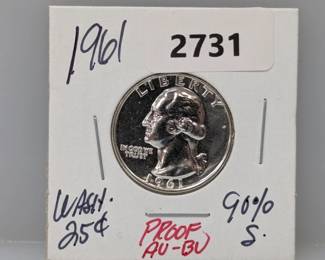 1961
2731
LIBERTY
IN GOD WE
TRUST
1961
WASH.
25¢
PROOF
AU-BU
90%
S.